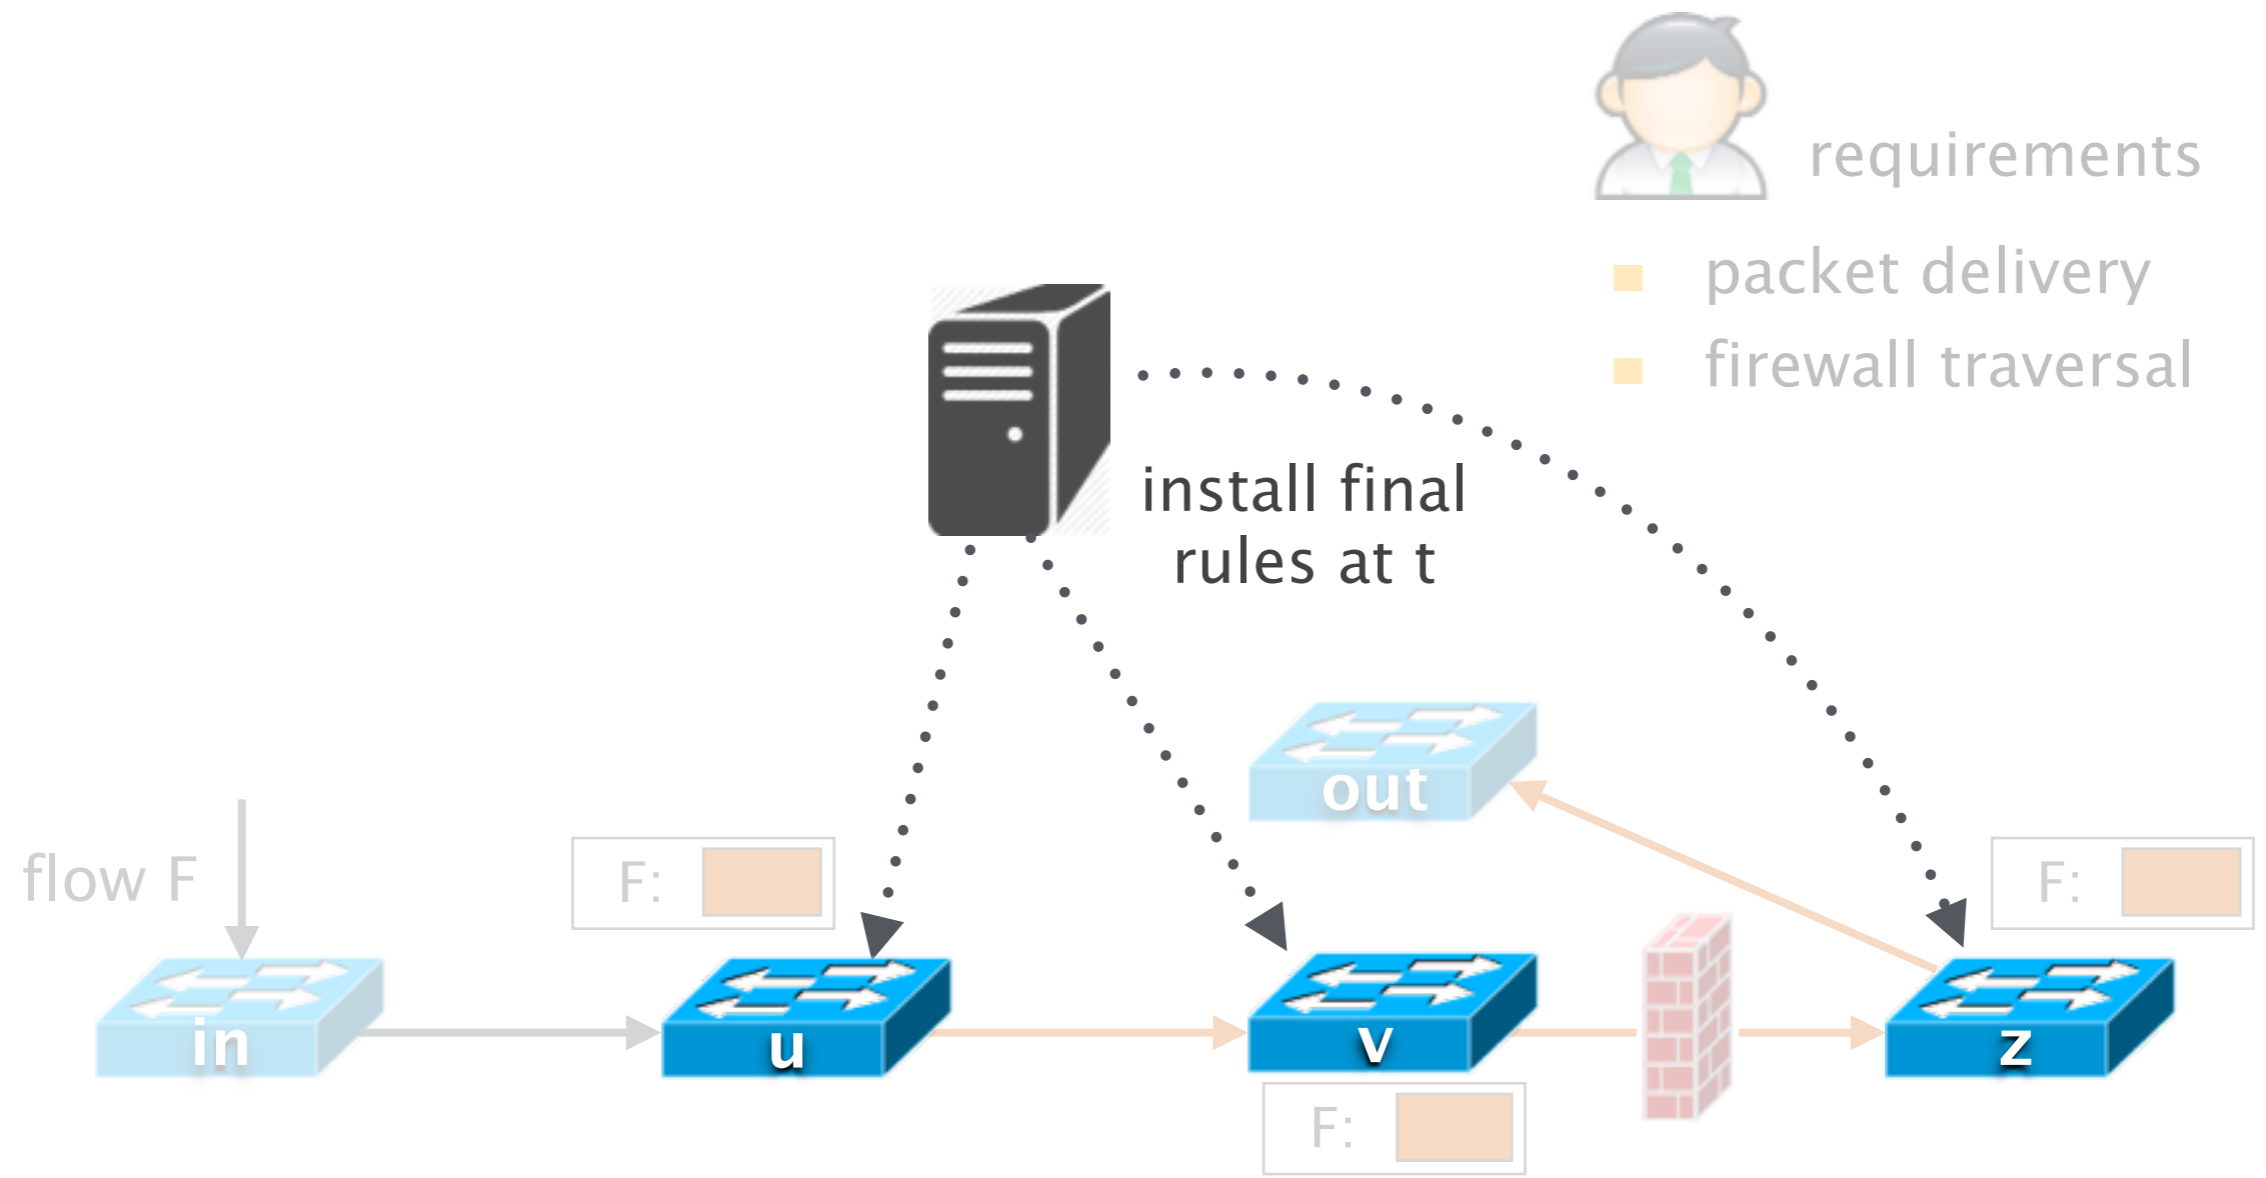 requirements
packet delivery
firewall traversal
install final
rules at t
out
flow F
F:
F:
in
u
v
z
F: